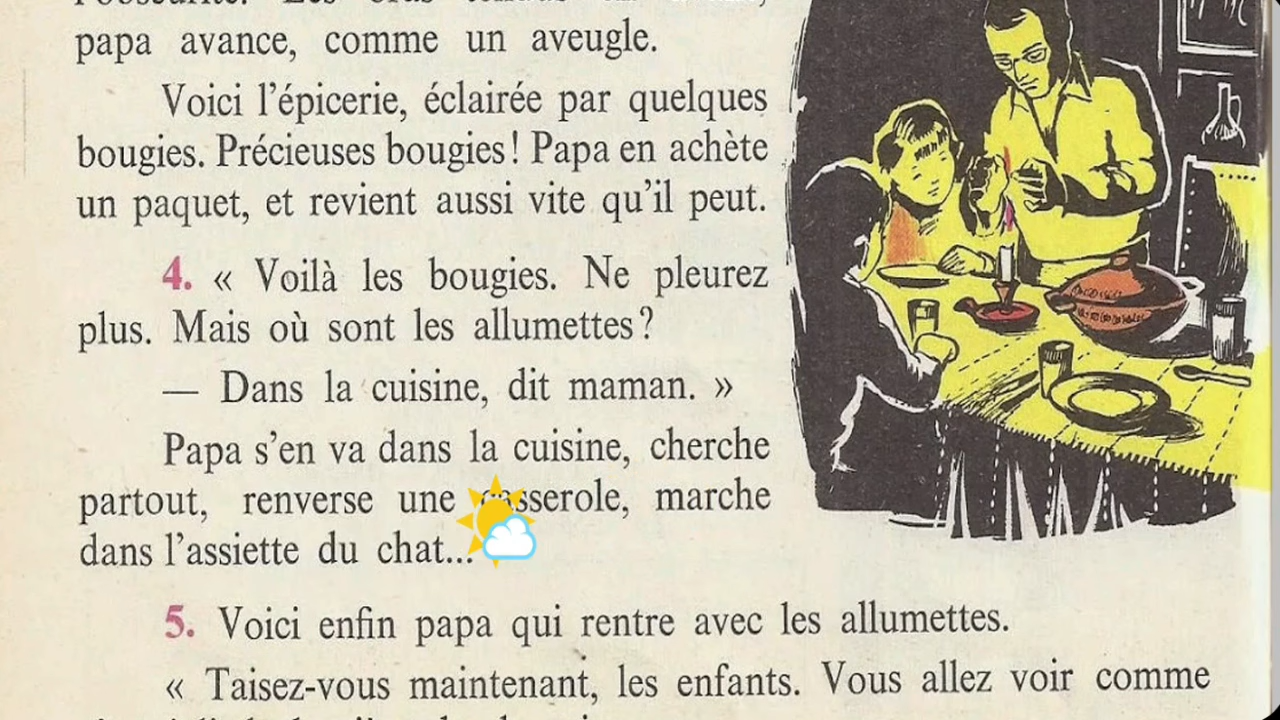 papa avance, comme un aveugle.
Voici l'épicerie, éclairée par quelques
bougies. Précieuses bougies! Papa en achète
un paquet, et revient aussi vite qu'il peut.
4. « Voilà les bougies. Ne pleurez
plus. Mais où sont les allumettes?
— Dans la cuisine, dit maman. »
Papa s'en va dans la cuisine, cherche
partout, renverse une casserole, marche
dans l'assiette du chat...
5. Voici enfin papa qui rentre avec les allumettes.
« Taisez-vous maintenant, les enfants. Vous allez voir comme